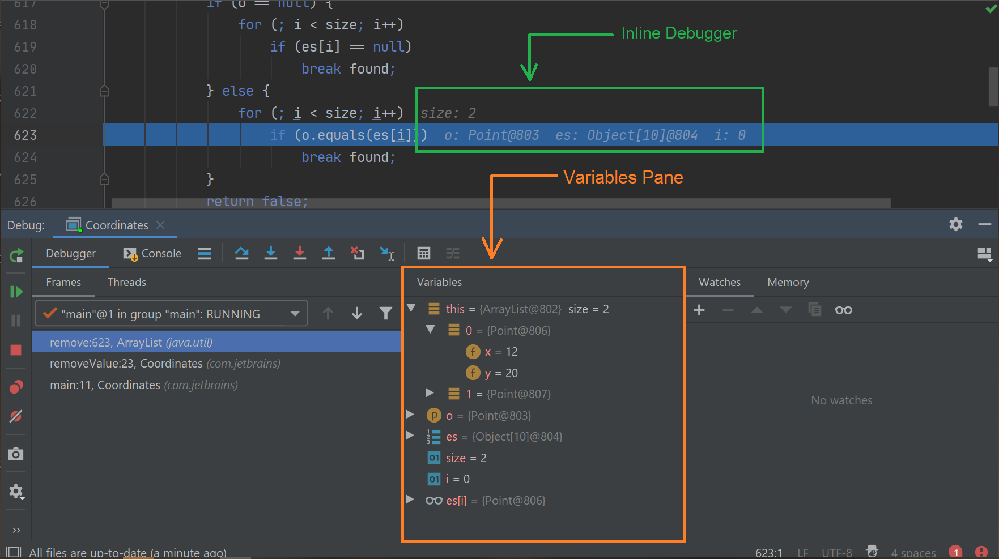 617 if (o == null) {
618 for (; i < size; i++)
Inline Debugger
619 if (es[i] == null)
620 break found;
621 } else {
622 for (; i < size; i++) size: 2
623 if (o.equals(es[i])) o: Point@803 es: Object[10]@804 i: 0
624 break found;
625 }
Variables Pane
626 return false;
Debug: Coordinates
Debugger Console
Frames Threads
"main"@1 in group "main": RUNNING
remove:623, ArrayList (java.util)
removeValue:23, Coordinates (com.jetbrains)
main:11, Coordinates (com.jetbrains)
Variables
this = {ArrayList@802} size = 2
0 = {Point@806}
f x = 12
f y = 20
1 = {Point@807}
p o = {Point@803}
123 es = {Object[10]@804}
01 size = 2
01 i = 0
es[i] = {Point@806}
Watches Memory
No watches
All files are up-to-date (a minute ago)
623:1 LF UTF-8 4 spaces 1